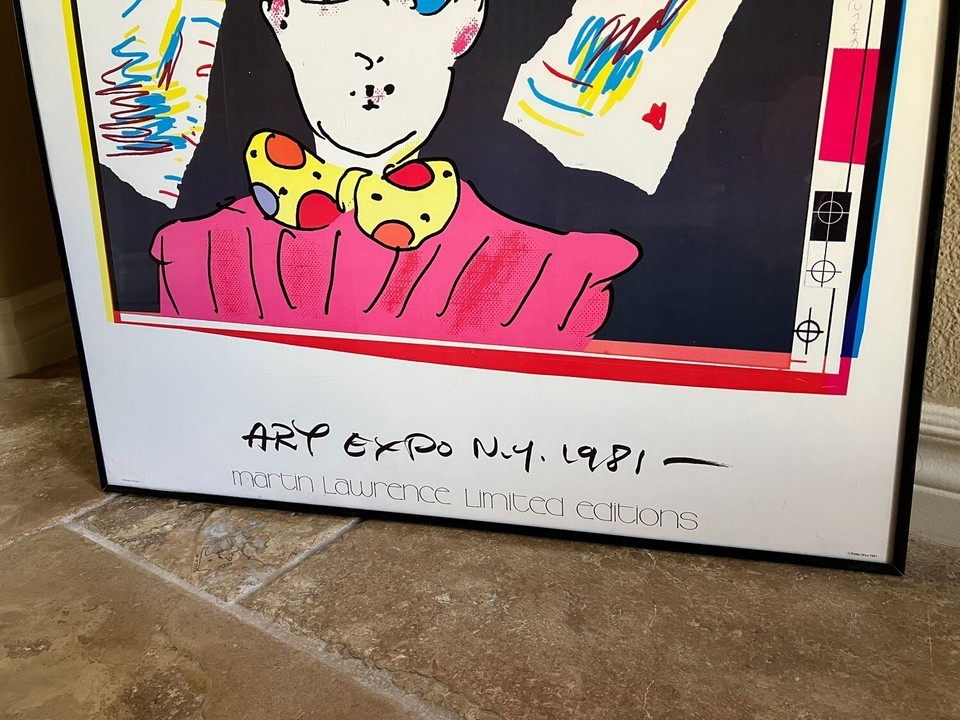 ART EXPO N.Y. 1981 —
martin Lawrence Limited editions